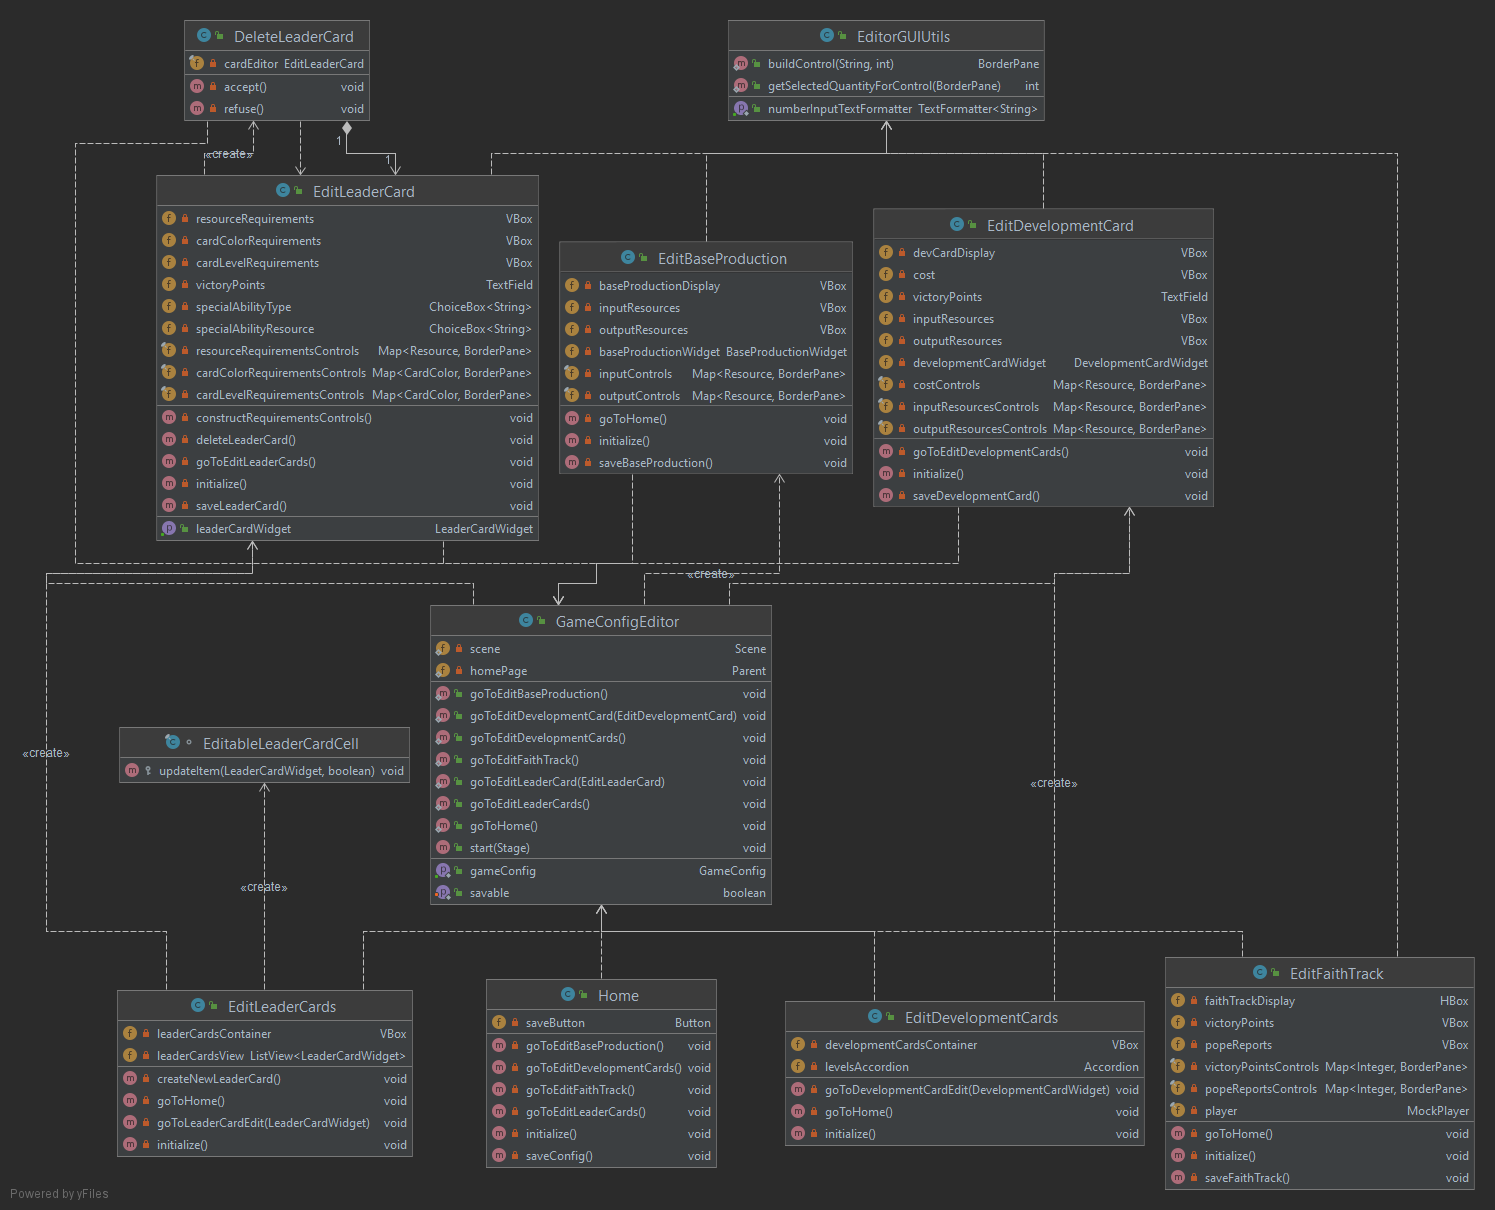 DeleteLeaderCard
cardEditor EditLeaderCard
accept() void
refuse() void
EditorGUIUtils
buildControl(String, int) BorderPane
getSelectedQuantityForControl(BorderPane) int
numberInputTextFormatter TextFormatter<String>
1
«create»
1
EditLeaderCard
resourceRequirements VBox
cardColorRequirements VBox
cardLevelRequirements VBox
victoryPoints TextField
specialAbilityType ChoiceBox<String>
specialAbilityResource ChoiceBox<String>
resourceRequirementsControls Map<Resource, BorderPane>
cardColorRequirementsControls Map<CardColor, BorderPane>
cardLevelRequirementsControls Map<CardColor, BorderPane>
constructRequirementsControls() void
deleteLeaderCard() void
goToEditLeaderCards() void
initialize() void
saveLeaderCard() void
leaderCardWidget LeaderCardWidget
EditBaseProduction
baseProductionDisplay VBox
inputResources VBox
outputResources VBox
baseProductionWidget BaseProductionWidget
inputControls Map<Resource, BorderPane>
outputControls Map<Resource, BorderPane>
goToHome() void
initialize() void
saveBaseProduction() void
EditDevelopmentCard
devCardDisplay VBox
cost VBox
victoryPoints TextField
inputResources VBox
outputResources VBox
developmentCardWidget DevelopmentCardWidget
costControls Map<Resource, BorderPane>
inputResourcesControls Map<Resource, BorderPane>
outputResourcesControls Map<Resource, BorderPane>
goToEditDevelopmentCards() void
initialize() void
saveDevelopmentCard() void
«create»
GameConfigEditor
scene Scene
homePage Parent
goToEditBaseProduction() void
goToEditDevelopmentCard(EditDevelopmentCard) void
goToEditDevelopmentCards() void
goToEditFaithTrack() void
goToEditLeaderCard(EditLeaderCard) void
goToEditLeaderCards() void
goToHome() void
start(Stage) void
gameConfig GameConfig
savable boolean
«create»
EditableLeaderCardCell
updateItem(LeaderCardWidget, boolean) void
«create»
«create»
EditLeaderCards
leaderCardsContainer VBox
leaderCardsView ListView<LeaderCardWidget>
createNewLeaderCard() void
goToHome() void
goToLeaderCardEdit(LeaderCardWidget) void
initialize() void
Home
saveButton Button
goToEditBaseProduction() void
goToEditDevelopmentCards() void
goToEditFaithTrack() void
goToEditLeaderCards() void
initialize() void
saveConfig() void
EditDevelopmentCards
developmentCardsContainer VBox
levelsAccordion Accordion
goToDevelopmentCardEdit(DevelopmentCardWidget) void
goToHome() void
initialize() void
EditFaithTrack
faithTrackDisplay HBox
victoryPoints VBox
popeReports VBox
victoryPointsControls Map<Integer, BorderPane>
popeReportsControls Map<Integer, BorderPane>
player MockPlayer
goToHome() void
initialize() void
saveFaithTrack() void
Powered by yFiles